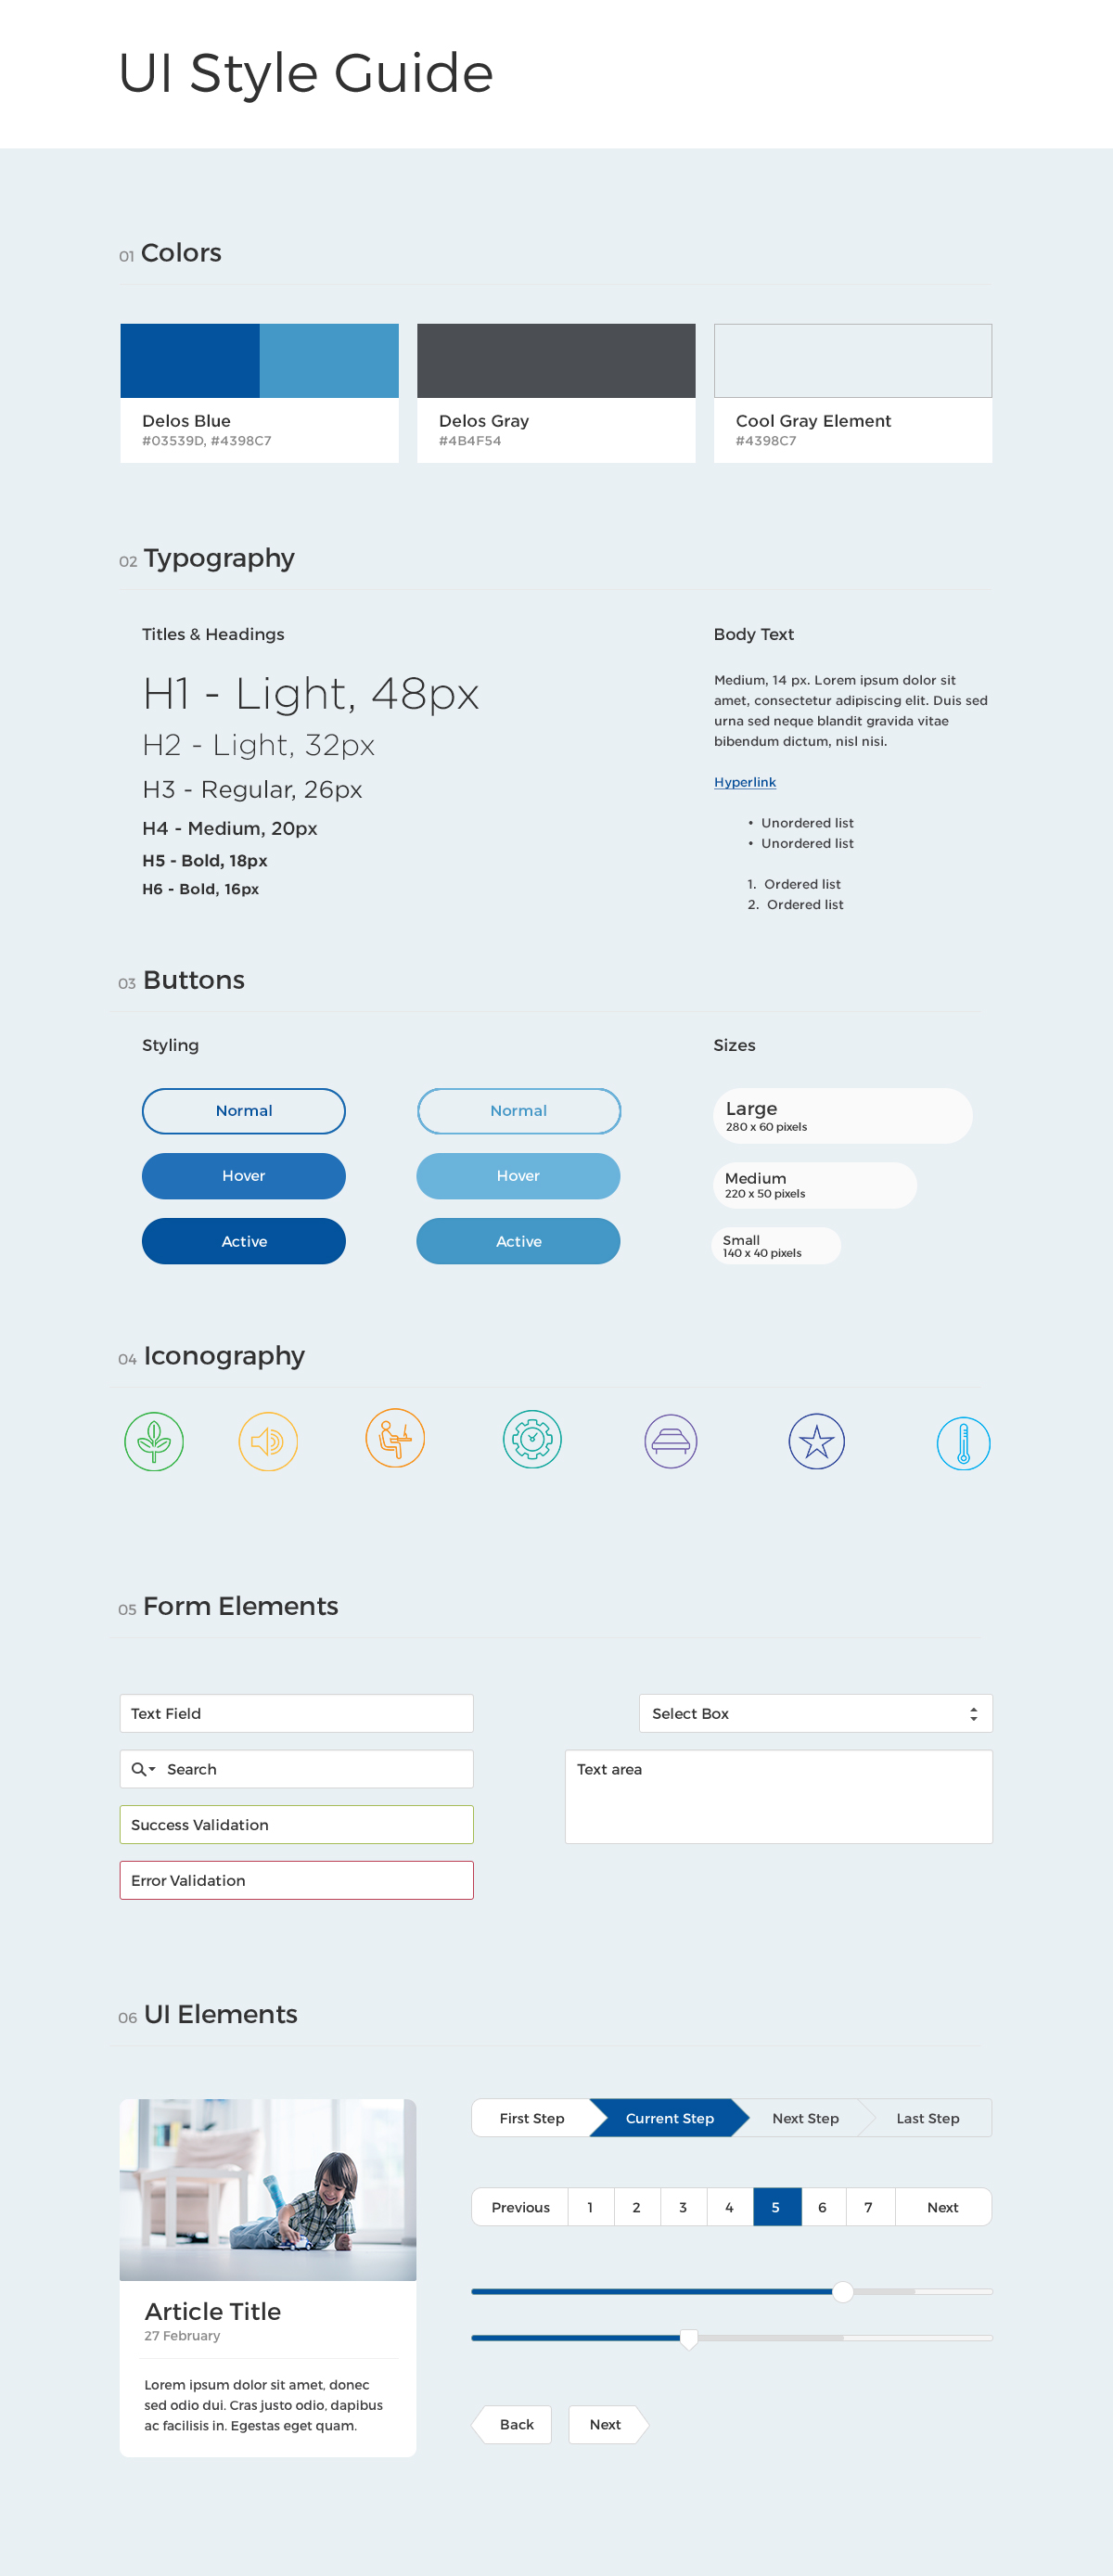 UI Style Guide
01 Colors
Delos Blue
#03539D, #4398C7
Delos Gray
#4B4F54
Cool Gray Element
#4398C7
02 Typography
Titles & Headings
H1 - Light, 48px
H2 - Light, 32px
H3 - Regular, 26px
H4 - Medium, 20px
H5 - Bold, 18px
H6 - Bold, 16px
Body Text
Medium, 14 px. Lorem ipsum dolor sit
amet, consectetur adipiscing elit. Duis sed
urna sed neque blandit gravida vitae
bibendum dictum, nisl nisi.
Hyperlink
• Unordered list
• Unordered list
1. Ordered list
2. Ordered list
03 Buttons
Styling
Normal
Hover
Active
Normal
Hover
Active
Sizes
Large
280 x 60 pixels
Medium
220 x 50 pixels
Small
140 x 40 pixels
04 Iconography
05 Form Elements
Text Field
Search
Success Validation
Error Validation
Select Box
Text area
06 UI Elements
Article Title
27 February
Lorem ipsum dolor sit amet, donec
sed odio dui. Cras justo odio, dapibus
ac facilisis in. Egestas eget quam.
First Step Current Step Next Step Last Step
Previous 1 2 3 4 5 6 7 Next
Back Next